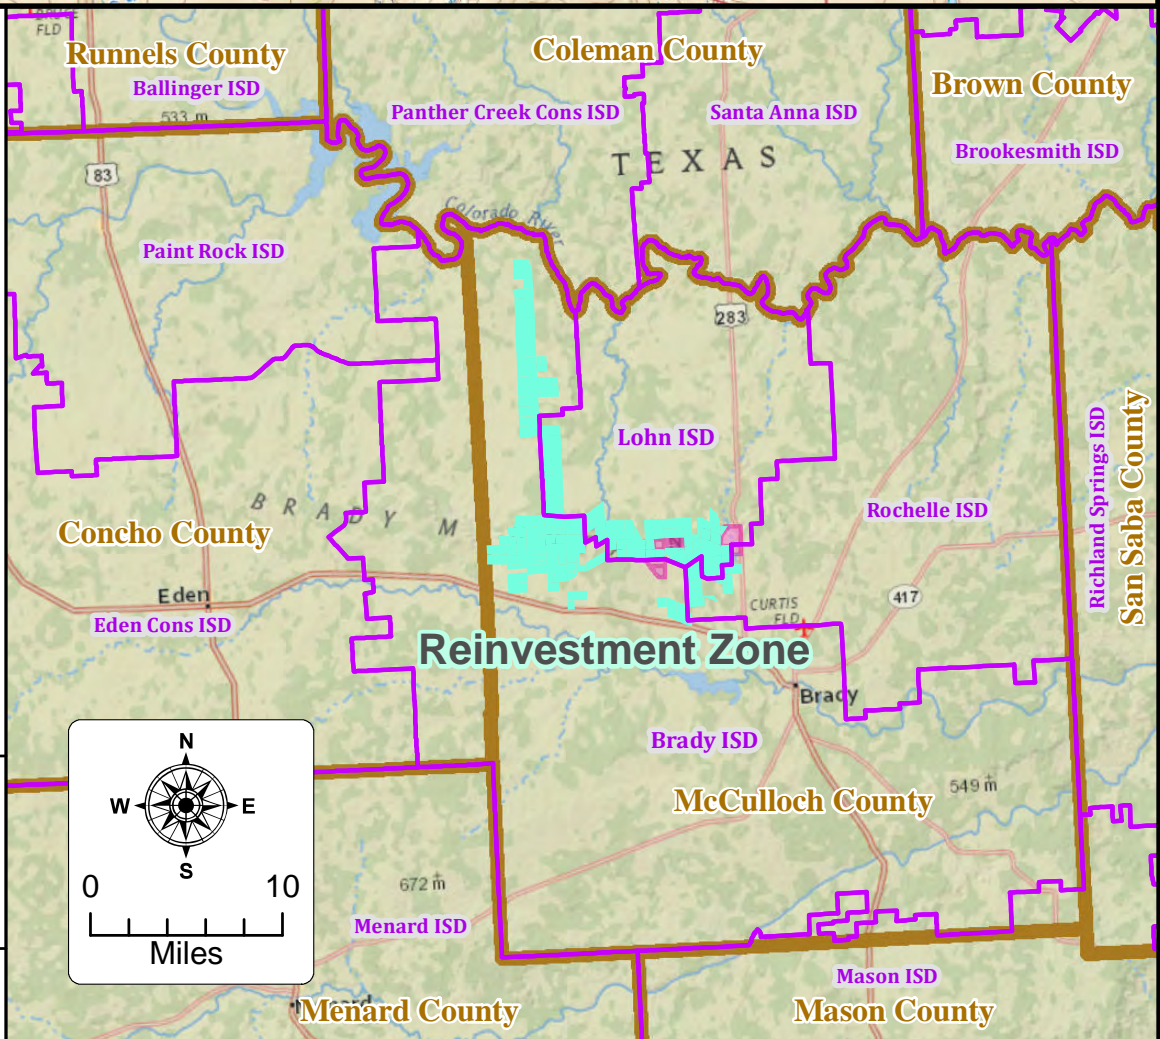 BRUCE
FLD
Runnels County
Coleman County
Ballinger ISD
Brown County
Panther Creek Cons ISD
Santa Anna ISD
533 m
TEXAS
Brookesmith ISD
83
Colorado River
Paint Rock ISD
283
Lohn ISD
Richland Springs ISD
San Saba County
BRADY M
Rochelle ISD
Concho County
Eden
417
CURTIS
FLD
Eden Cons ISD
Reinvestment Zone
Brady
Brady ISD
N
W
E
S
McCulloch County
549 m
0
10
Miles
672 m
Menard ISD
Mason ISD
Menard
Menard County
Mason County